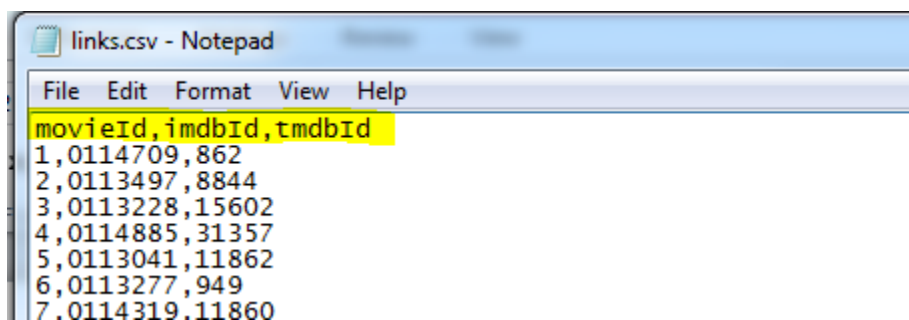 links.csv - Notepad
File Edit Format View Help
movieId,imdbId,tmdbId
1,0114709,862
2,0113497,8844
3,0113228,15602
4,0114885,31357
5,0113041,11862
6,0113277,949
7,0114319,11860